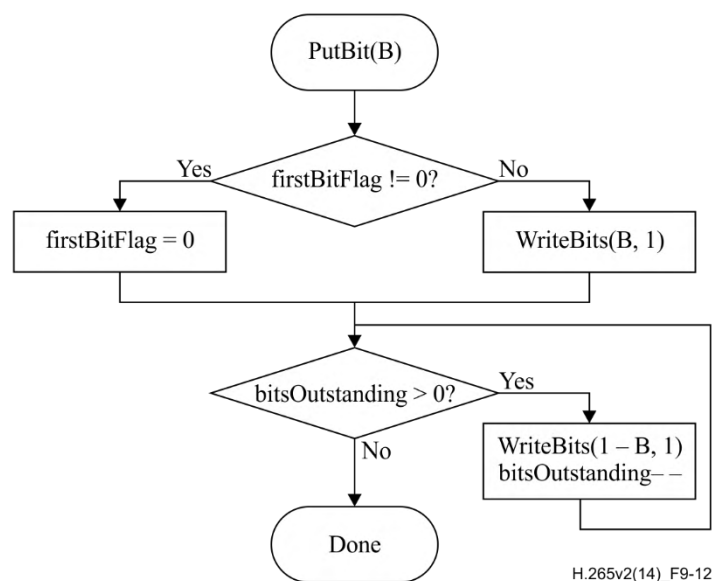 PutBit(B)
Yes
firstBitFlag != 0?
No
firstBitFlag = 0
WriteBits(B, 1)
bitsOutstanding > 0?
Yes
WriteBits(1 – B, 1)
bitsOutstanding– –
No
Done
H.265v2(14)_F9-12